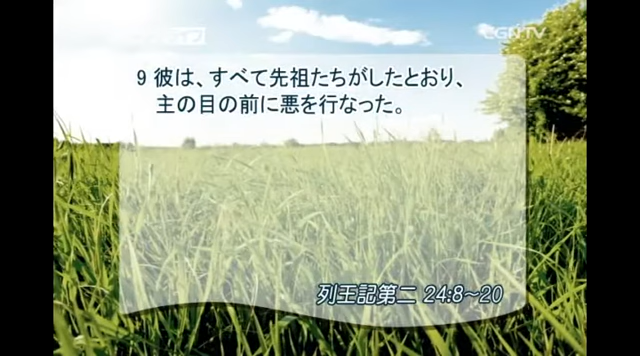 CGNTV
9 彼は、すべて先祖たちがしたとおり、
主の目の前に悪を行なった。
列王記第二 24:8~20